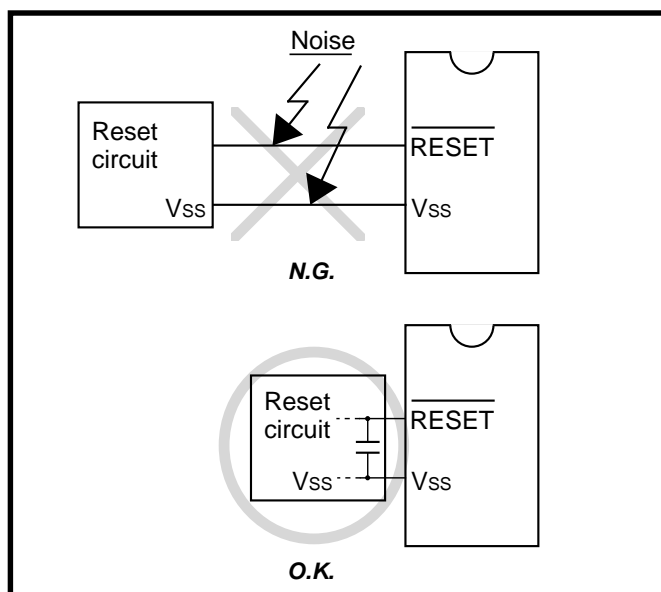 Noise
Reset
circuit
RESET
Vss
Vss
N.G.
Reset
circuit
RESET
Vss
Vss
O.K.